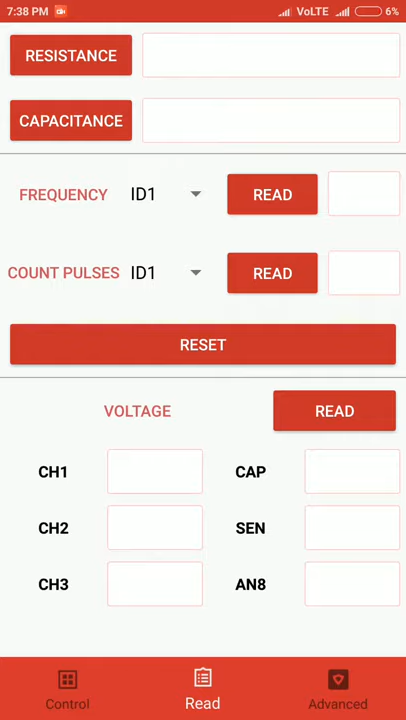 7:38 PM VoLTE 6%
RESISTANCE
CAPACITANCE
FREQUENCY ID1 READ
COUNT PULSES ID1 READ
RESET
VOLTAGE READ
CH1 CAP
CH2 SEN
CH3 AN8
Control Read Advanced